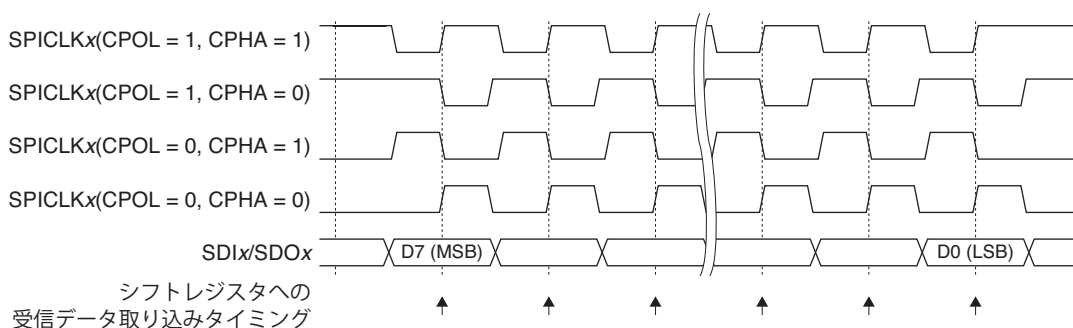 SPICLKx(CPOL = 1, CPHA = 1)
SPICLKx(CPOL = 1, CPHA = 0)
SPICLKx(CPOL = 0, CPHA = 1)
SPICLKx(CPOL = 0, CPHA = 0)
SDIx/SDOx
D7 (MSB)
D0 (LSB)
シフトレジスタへの
受信データ取り込みタイミング